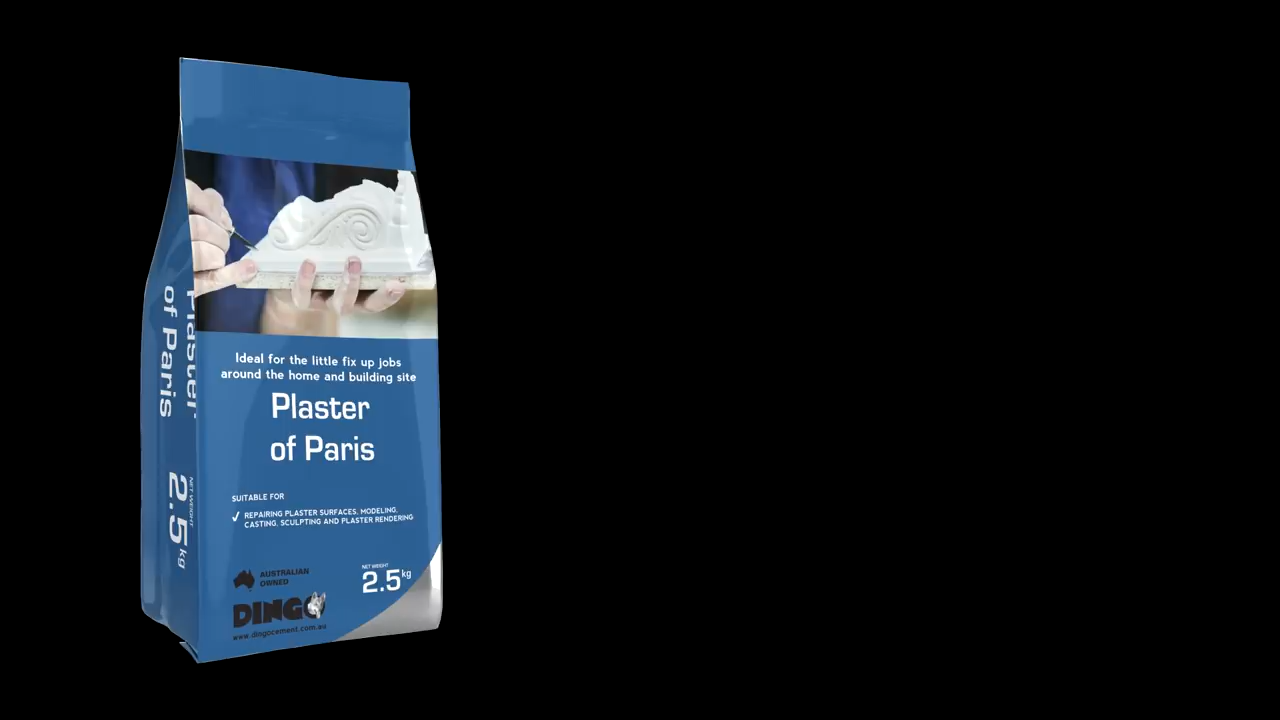 Ideal for the little fix up jobs
around the home and building site
Plaster
of Paris
SUITABLE FOR
✓ REPAIRING PLASTER SURFACES, MODELING,
CASTING, SCULPTING AND PLASTER RENDERING
AUSTRALIAN
OWNED
NET WEIGHT
2.5kg
DINGO
www.dingocement.com.au
Plaster
of Paris
NET WEIGHT
2.5kg